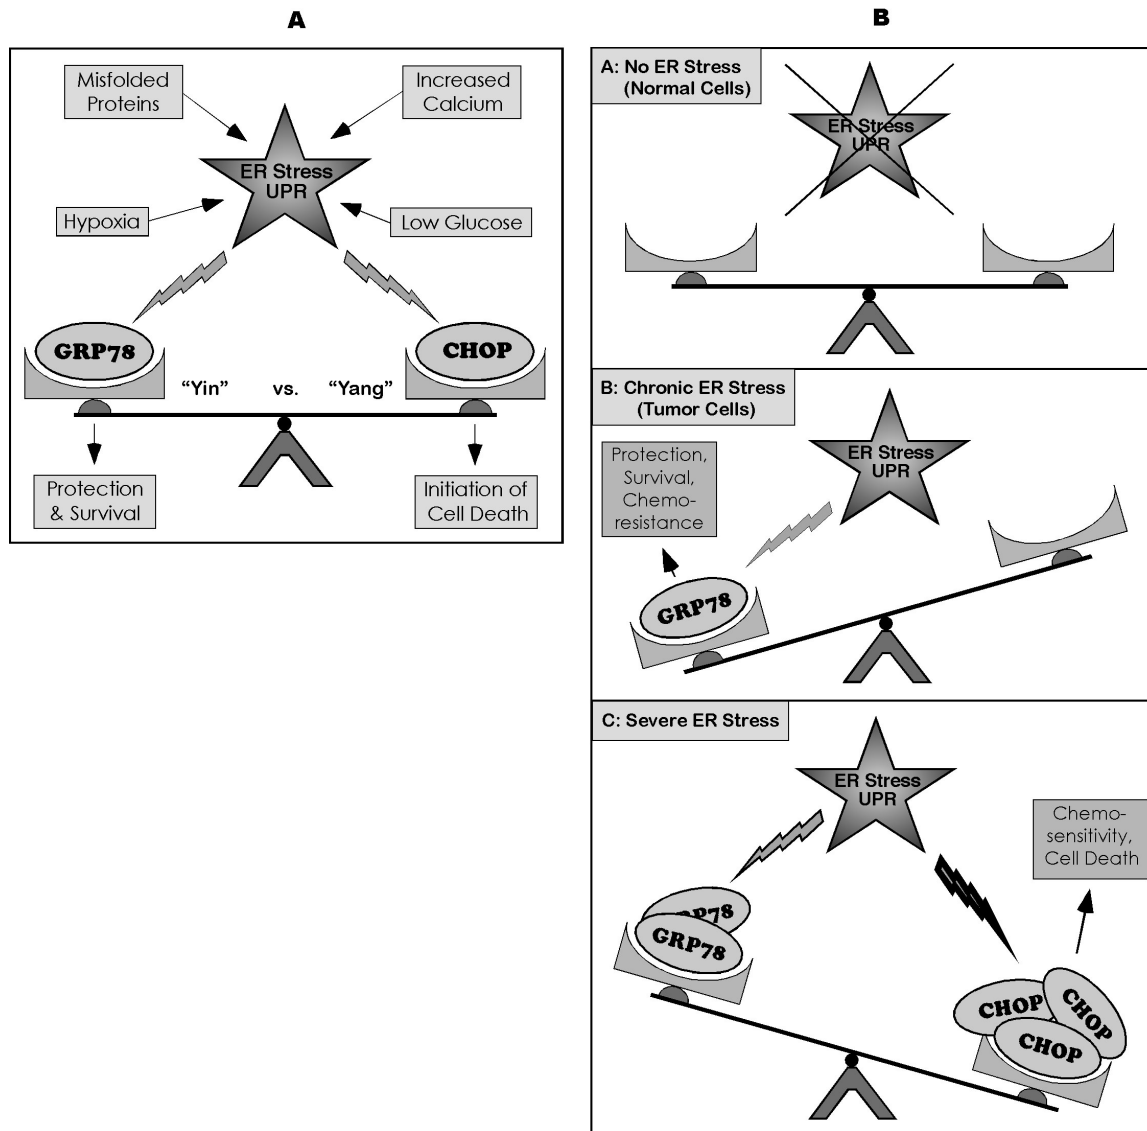 A
Misfolded
Proteins
Increased
Calcium
ER Stress
UPR
Hypoxia
Low Glucose
GRP78
CHOP
“Yin” vs. “Yang”
Protection
& Survival
Initiation of
Cell Death
B
A: No ER Stress
(Normal Cells)
ER Stress
UPR
B: Chronic ER Stress
(Tumor Cells)
ER Stress
UPR
Protection,
Survival,
Chemo-
resistance
GRP78
C: Severe ER Stress
ER Stress
UPR
Chemo-
sensitivity,
Cell Death
RP78
GRP78
CHOP
CHOP
CHOP